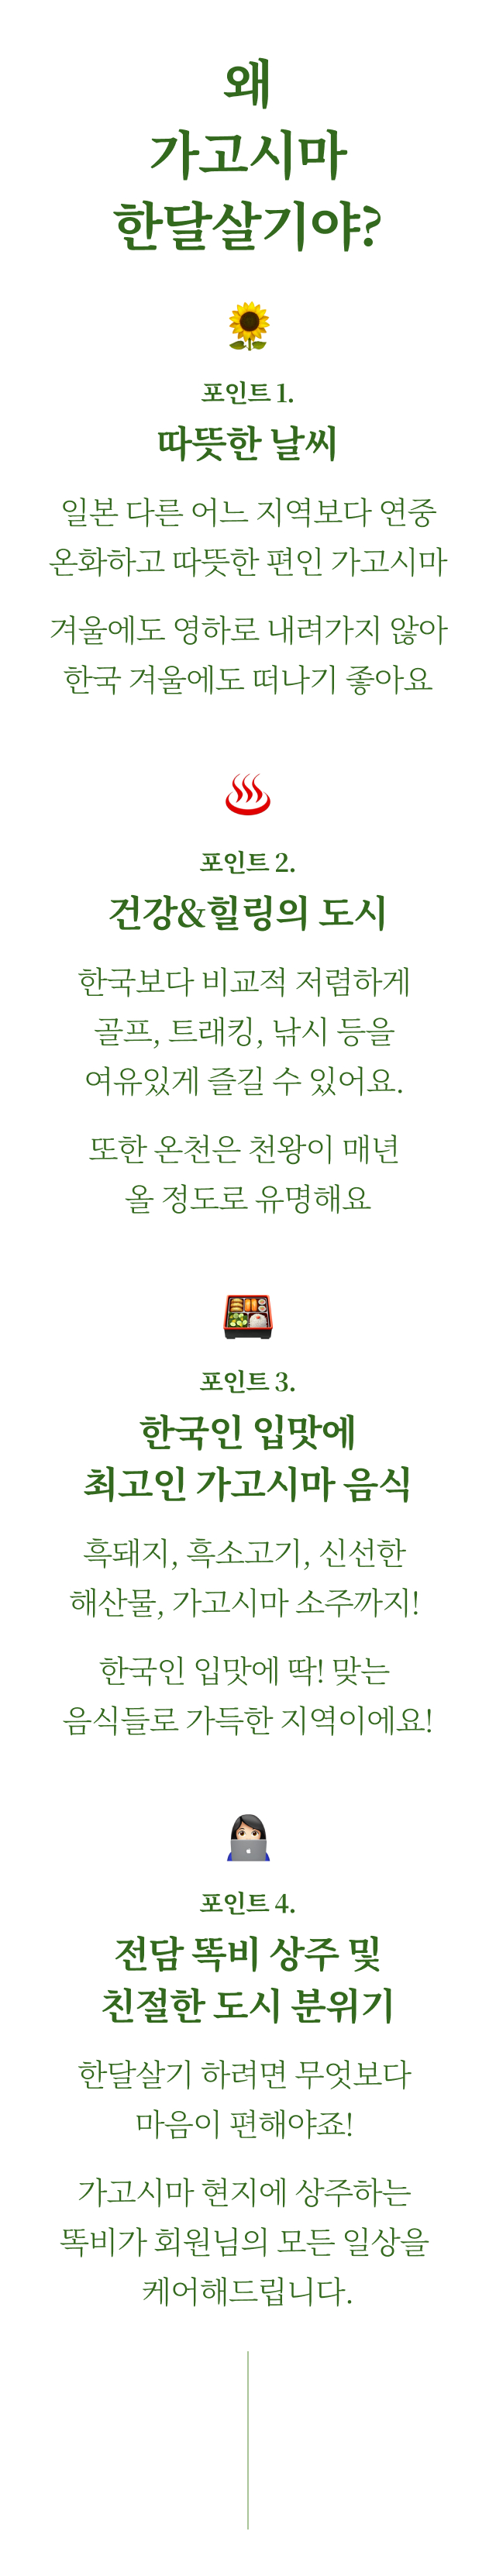 왜
가고시마
한달살기야?
포인트 1.
따뜻한 날씨
일본 다른 어느 지역보다 연중
온화하고 따뜻한 편인 가고시마
겨울에도 영하로 내려가지 않아
한국 겨울에도 떠나기 좋아요
포인트 2.
건강&힐링의 도시
한국보다 비교적 저렴하게
골프, 트래킹, 낚시 등을
여유있게 즐길 수 있어요.
또한 온천은 천왕이 매년
올 정도로 유명해요
포인트 3.
한국인 입맛에
최고인 가고시마 음식
흑돼지, 흑소고기, 신선한
해산물, 가고시마 소주까지!
한국인 입맛에 딱! 맞는
음식들로 가득한 지역이에요!
포인트 4.
전담 똑비 상주 및
친절한 도시 분위기
한달살기 하려면 무엇보다
마음이 편해야죠!
가고시마 현지에 상주하는
똑비가 회원님의 모든 일상을
케어해드립니다.